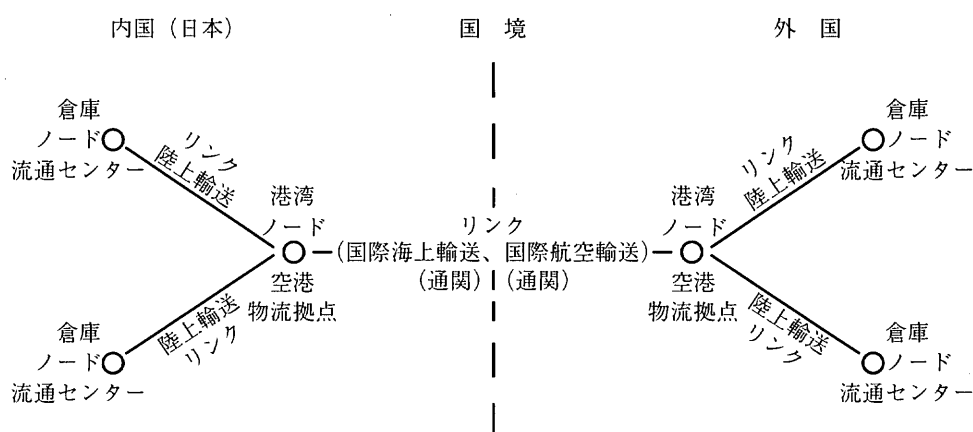 内国（日本）
国　境
外　国
倉庫
ノード
流通センター
リンク
陸上輸送
港湾
ノード
空港
物流拠点
陸上輸送
リンク
倉庫
ノード
流通センター
リンク
（国際海上輸送、国際航空輸送）
（通関）（通関）
港湾
ノード
空港
物流拠点
リンク
陸上輸送
倉庫
ノード
流通センター
陸上輸送
リンク
倉庫
ノード
流通センター